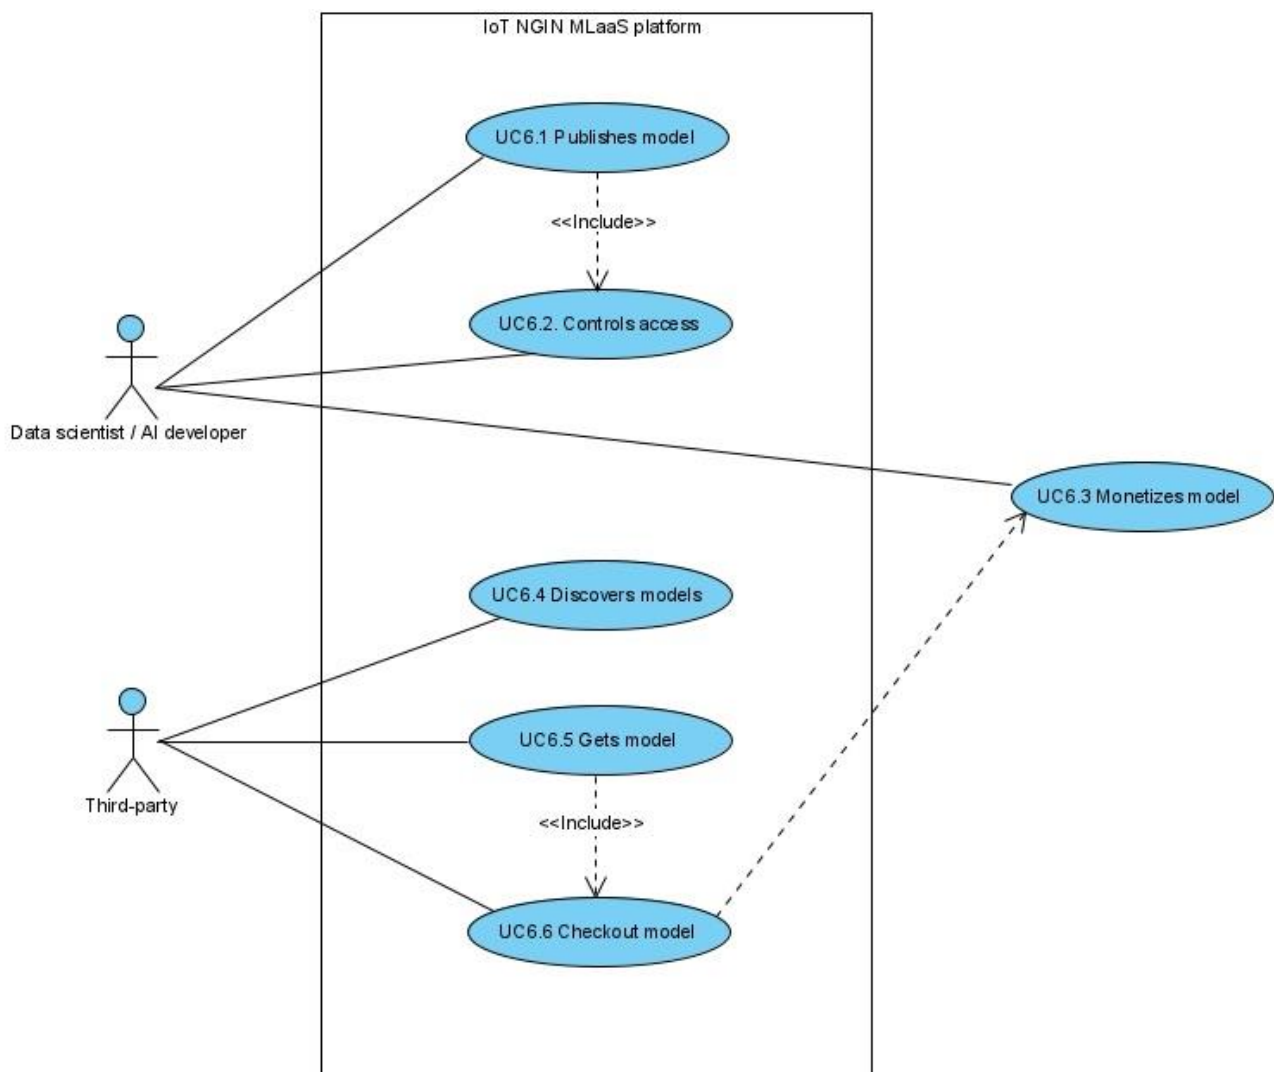 IoT NGIN MLaaS platform
UC6.1 Publishes model
<<Include>>
UC6.2. Controls access
Data scientist / AI developer
UC6.3 Monetizes model
UC6.4 Discovers models
UC6.5 Gets model
Third-party
<<Include>>
UC6.6 Checkout model